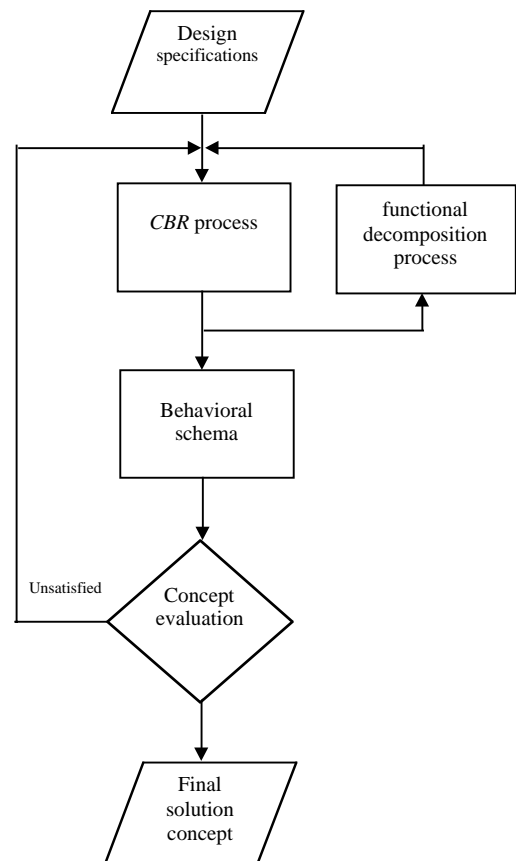 Design
specifications
CBR process
functional
decomposition
process
Behavioral
schema
Unsatisfied
Concept
evaluation
Final
solution
concept